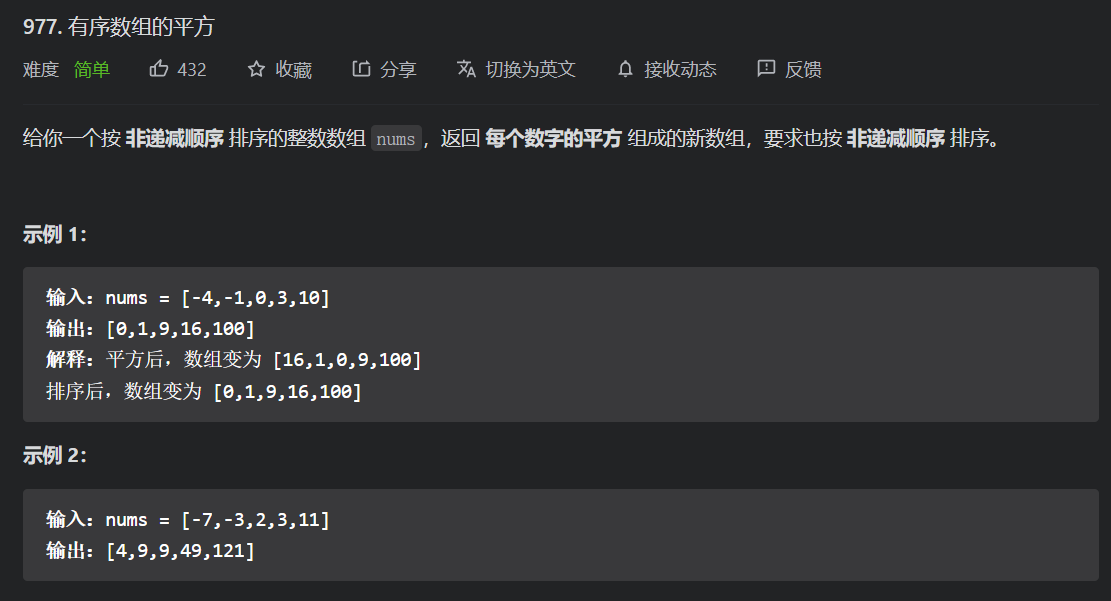 977. 有序数组的平方
难度 简单 432 收藏 分享 切换为英文 接收动态 反馈
给你一个按 非递减顺序 排序的整数数组 nums，返回 每个数字的平方 组成的新数组，要求也按 非递减顺序 排序。
示例 1：
输入：nums = [-4,-1,0,3,10]
输出：[0,1,9,16,100]
解释：平方后，数组变为 [16,1,0,9,100]
排序后，数组变为 [0,1,9,16,100]
示例 2：
输入：nums = [-7,-3,2,3,11]
输出：[4,9,9,49,121]